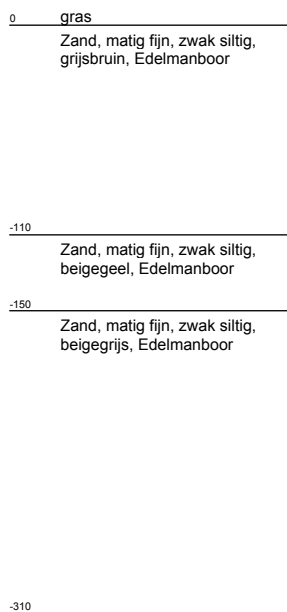 0 gras
Zand, matig fijn, zwak siltig,
grijsbruin, Edelmanboor
-110
Zand, matig fijn, zwak siltig,
beigegeel, Edelmanboor
-150
Zand, matig fijn, zwak siltig,
beigegrijs, Edelmanboor
-310